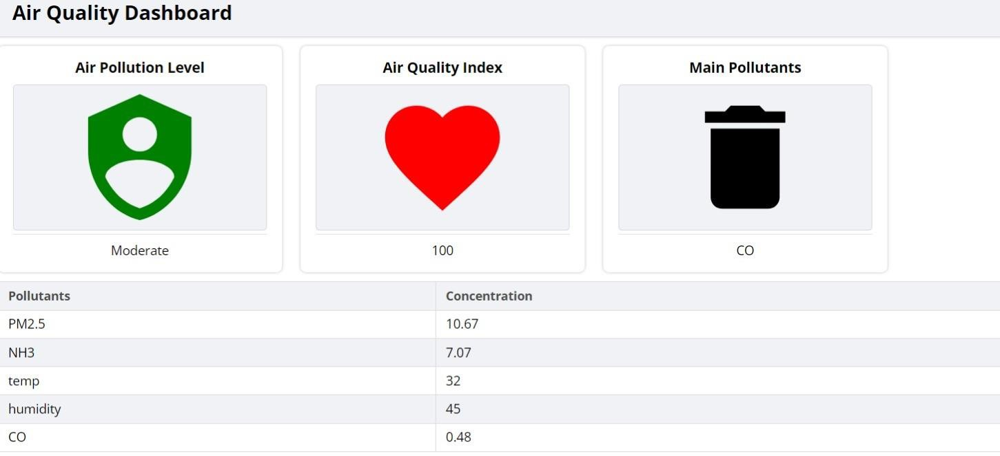 Air Quality Dashboard
Air Pollution Level
Moderate
Air Quality Index
100
Main Pollutants
CO
Pollutants Concentration
PM2.5 10.67
NH3 7.07
temp 32
humidity 45
CO 0.48